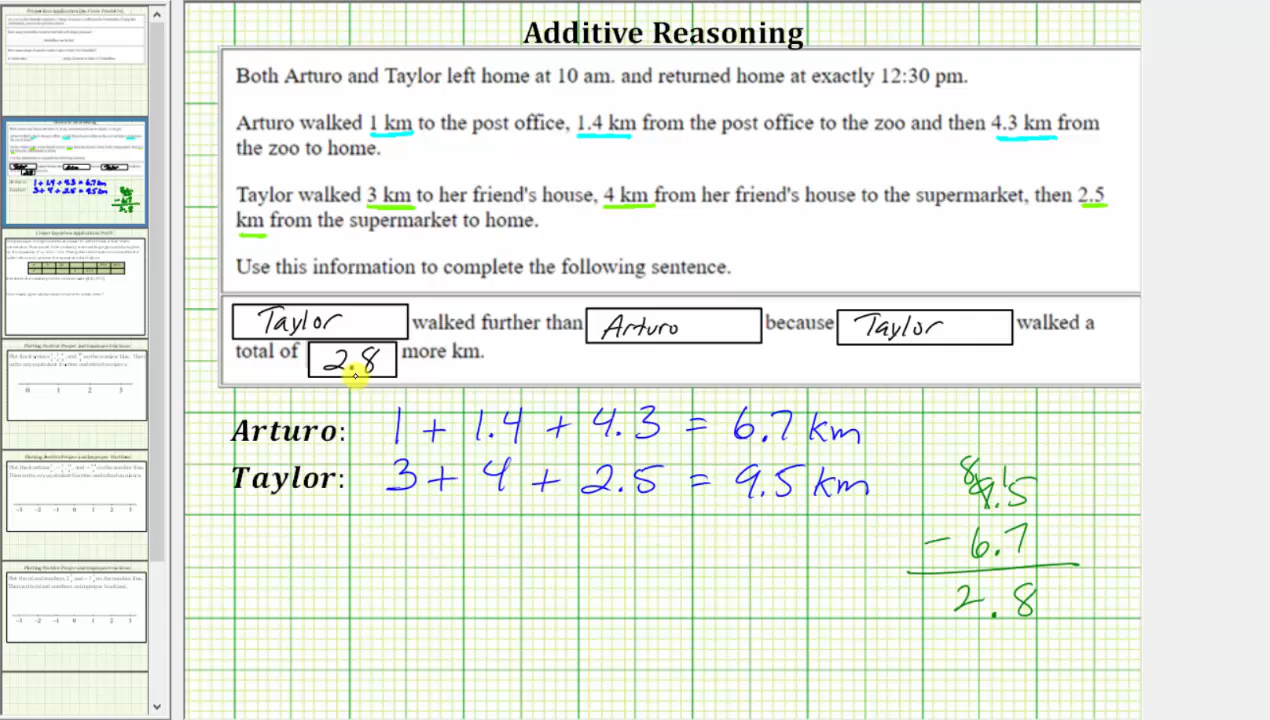 Additive Reasoning
Both Arturo and Taylor left home at 10 am. and returned home at exactly 12:30 pm.
Arturo walked 1 km to the post office, 1.4 km from the post office to the zoo and then 4.3 km from
the zoo to home.
Taylor walked 3 km to her friend's house, 4 km from her friend's house to the supermarket, then 2.5
km from the supermarket to home.
Use this information to complete the following sentence.
Taylor walked further than Arturo because Taylor walked a
total of 2.8 more km.
Arturo: 1 + 1.4 + 4.3 = 6.7 km
Taylor: 3 + 4 + 2.5 = 9.5 km
8 1
9.5
- 6.7
2.8